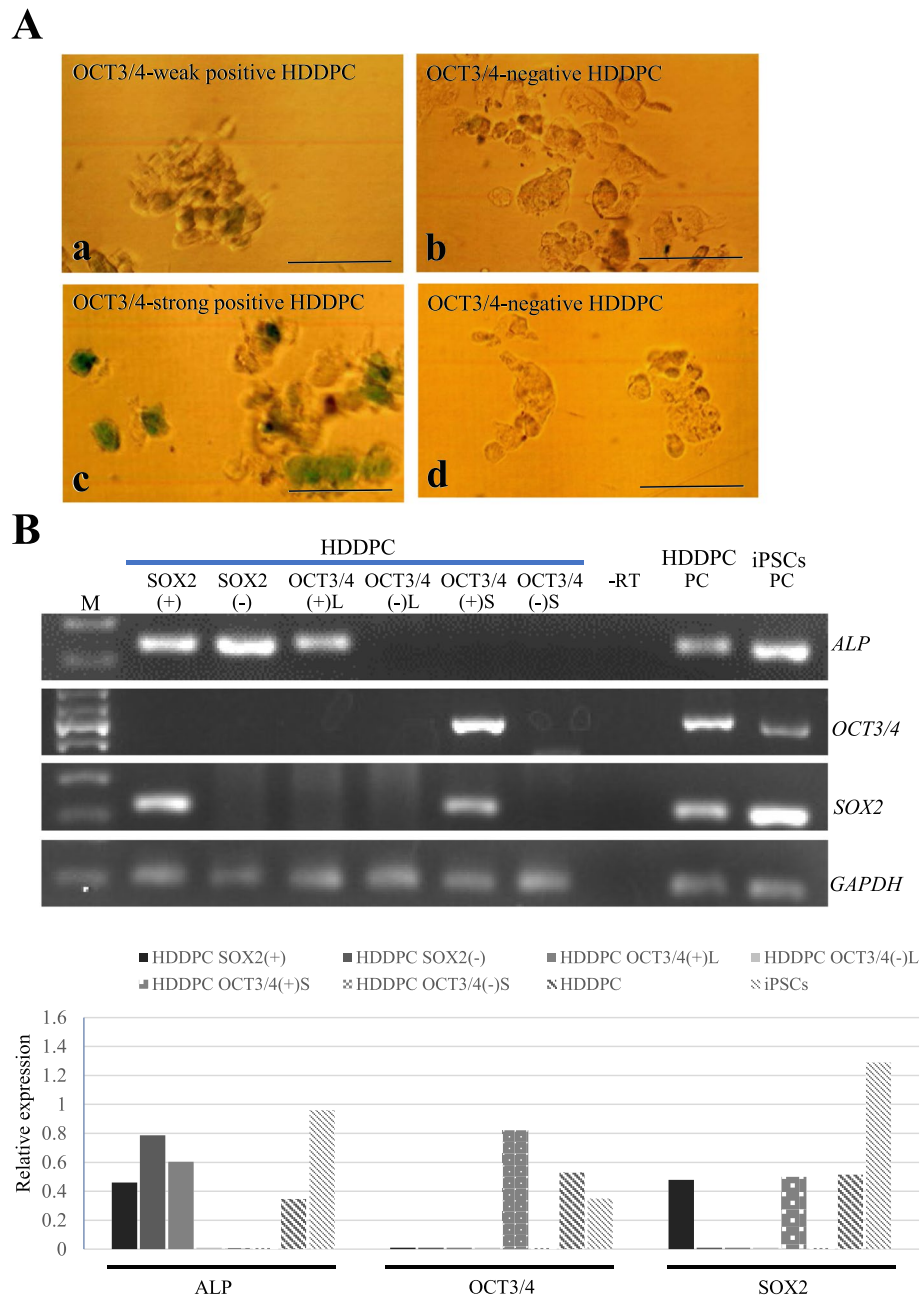 A
OCT3/4-weak positive HDDPC
OCT3/4-negative HDDPC
a
b
OCT3/4-strong positive HDDPC
OCT3/4-negative HDDPC
c
d
B
HDDPC
M
SOX2 (+)
SOX2 (-)
OCT3/4 (+)L
OCT3/4 (-)L
OCT3/4 (+)S
OCT3/4 (-)S
-RT
HDDPC PC
iPSCs PC
ALP
OCT3/4
SOX2
GAPDH
HDDPC SOX2(+) HDDPC SOX2(-) HDDPC OCT3/4(+)L HDDPC OCT3/4(-)L
HDDPC OCT3/4(+)S HDDPC OCT3/4(-)S HDDPC iPSCs
Relative expression
1.6
1.4
1.2
1
0.8
0.6
0.4
0.2
0
ALP OCT3/4 SOX2